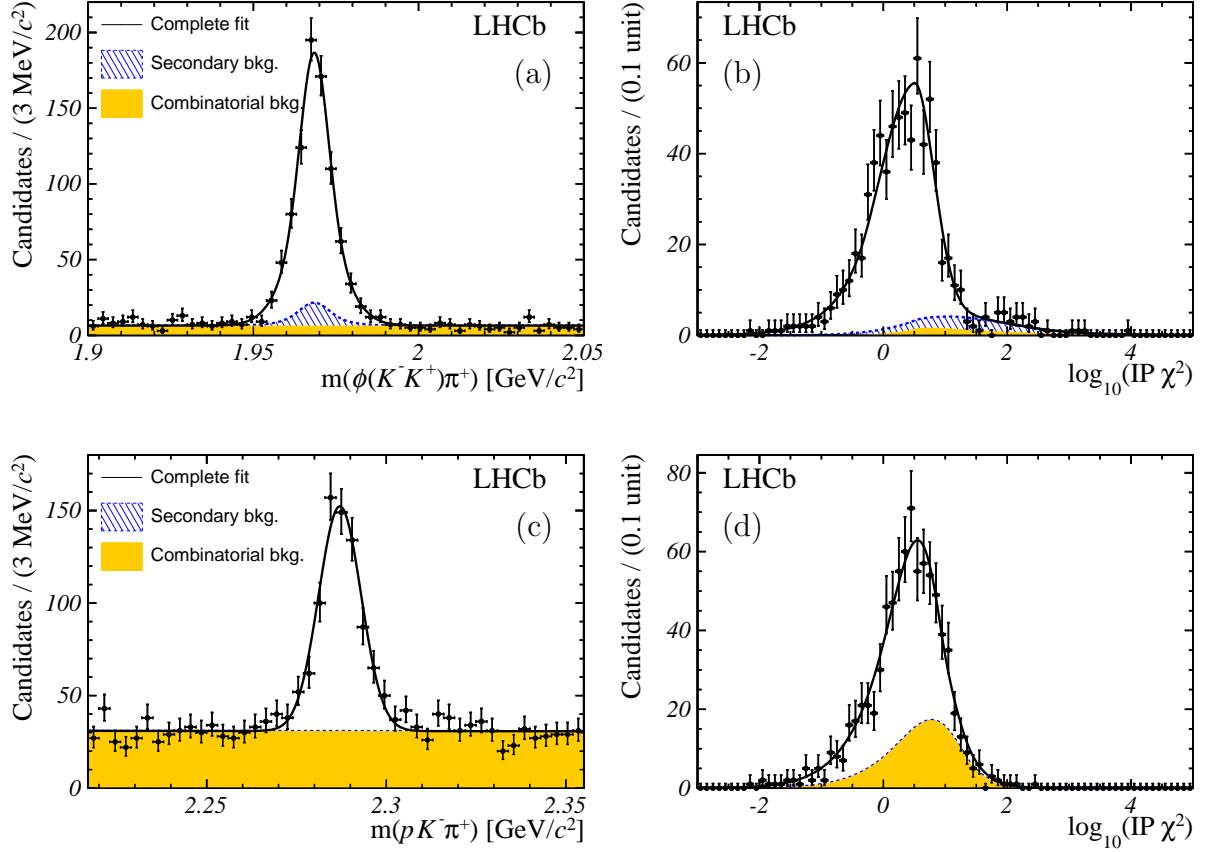 Candidates / (3 MeV/c²)
200
150
100
50
0
Complete fit
Secondary bkg.
Combinatorial bkg.
LHCb
(a)
1.9
1.95
2
2.05
m(ϕ(K⁻K⁺)π⁺) [GeV/c²]
Candidates / (0.1 unit)
60
40
20
0
LHCb
(b)
-2
0
2
4
log₁₀(IP χ²)
Candidates / (3 MeV/c²)
150
100
50
0
Complete fit
Secondary bkg.
Combinatorial bkg.
LHCb
(c)
2.25
2.3
2.35
m(pK⁻π⁺) [GeV/c²]
Candidates / (0.1 unit)
80
60
40
20
0
LHCb
(d)
-2
0
2
4
log₁₀(IP χ²)